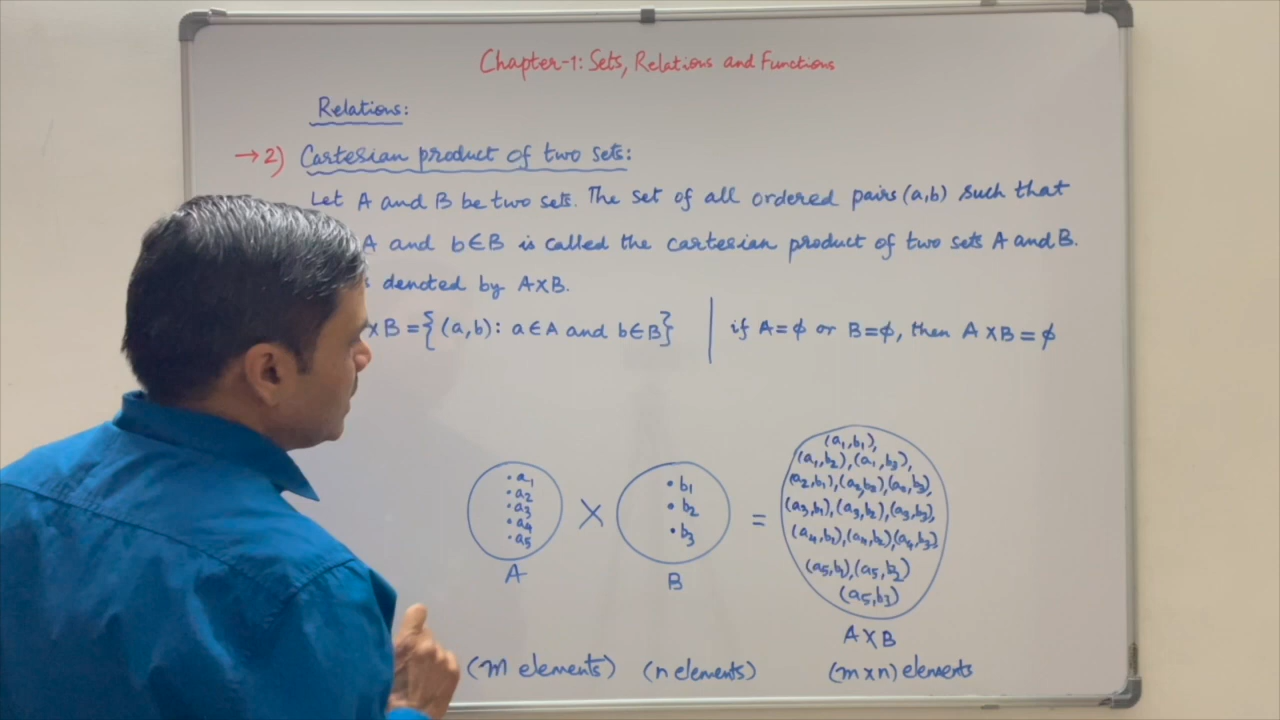 Chapter-1: Sets, Relations and Functions
Relations:
→2) Cartesian product of two sets:
Let A and B be two sets. The set of all ordered pairs (a,b) such that
A and b∈B is called the cartesian product of two sets A and B.
denoted by A×B.
×B = {(a,b): a∈A and b∈B} | if A=ϕ or B=ϕ, then A×B=ϕ
(a1,b1),
(a1,b2),(a1,b3),
(a2,b1),(a2,b2),(a2,b3),
(a3,b1),(a3,b2),(a3,b3),
(a4,b1),(a4,b2),(a4,b3)
(a5,b1),(a5,b2)
(a5,b3)
·a1
·a2
·a3
·a4
·a5
×
·b1
·b2
·b3
=
A
B
A×B
(m elements) (n elements) (m×n) elements